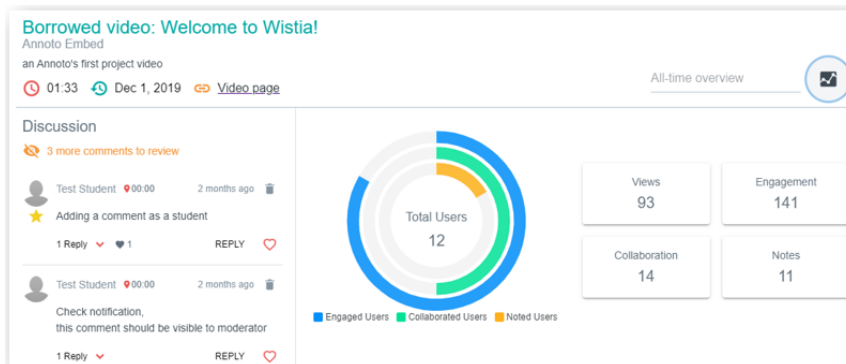 Borrowed video: Welcome to Wistia!
Annoto Embed
an Annoto's first project video
01:33 Dec 1, 2019 Video page
All-time overview
Discussion
3 more comments to review
Test Student 00:00 2 months ago
Adding a comment as a student
1 Reply 1 REPLY
Test Student 00:00 2 months ago
Check notification,
this comment should be visible to moderator
1 Reply REPLY
Total Users
12
Engaged Users Collaborated Users Noted Users
Views
93
Engagement
141
Collaboration
14
Notes
11